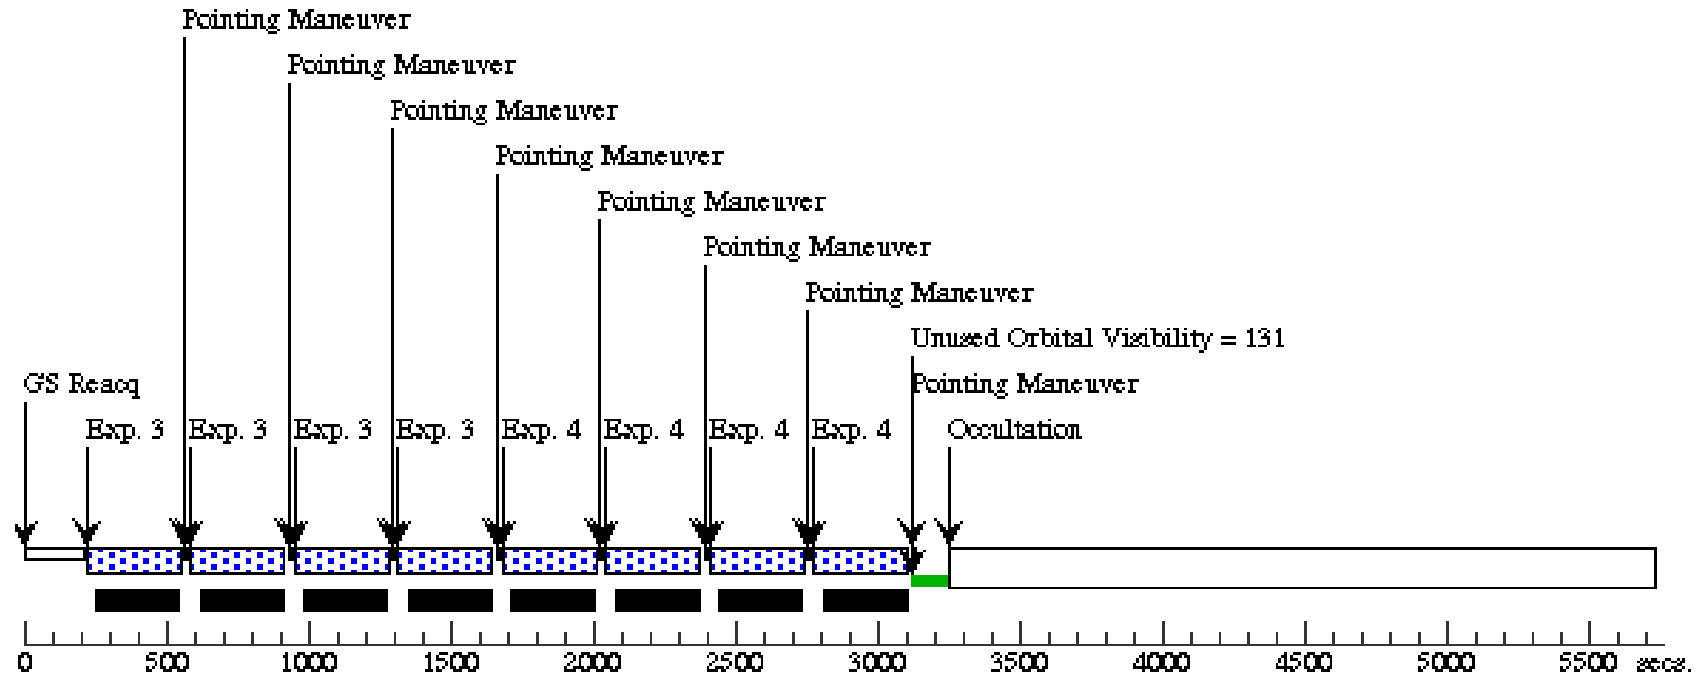 Pointing Maneuver
Pointing Maneuver
Pointing Maneuver
Pointing Maneuver
Pointing Maneuver
Pointing Maneuver
Pointing Maneuver
Unused Orbital Visibility = 131
GS Reacq Pointing Maneuver
Exp. 3 Exp. 3 Exp. 3 Exp. 3 Exp. 4 Exp. 4 Exp. 4 Exp. 4 Occultation
0 500 1000 1500 2000 2500 3000 3500 4000 4500 5000 5500 secs.